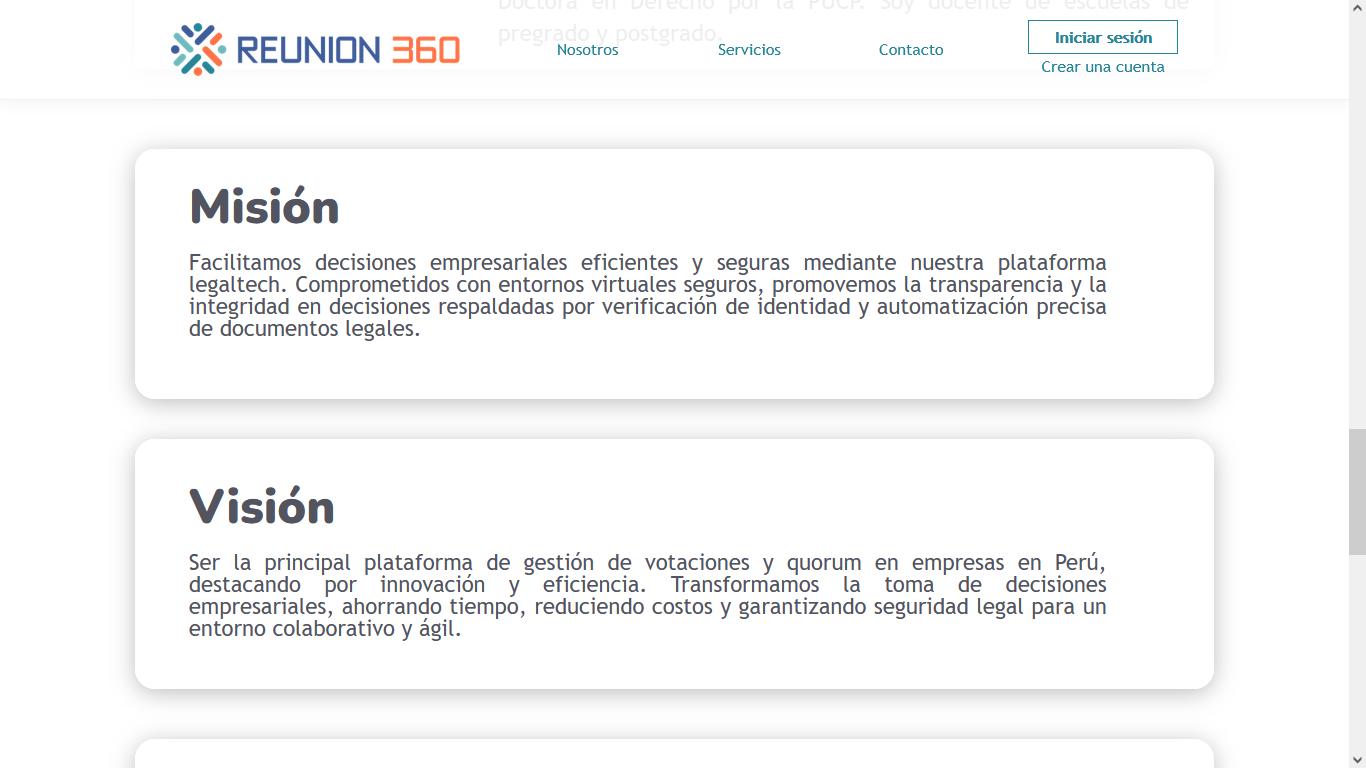 Doctora en Derecho por la PUCP. Soy docente de escuelas de
pregrado y postgrado.
REUNION 360
Nosotros
Servicios
Contacto
Iniciar sesión
Crear una cuenta
Misión
Facilitamos decisiones empresariales eficientes y seguras mediante nuestra plataforma
legaltech. Comprometidos con entornos virtuales seguros, promovemos la transparencia y la
integridad en decisiones respaldadas por verificación de identidad y automatización precisa
de documentos legales.
Visión
Ser la principal plataforma de gestión de votaciones y quorum en empresas en Perú,
destacando por innovación y eficiencia. Transformamos la toma de decisiones
empresariales, ahorrando tiempo, reduciendo costos y garantizando seguridad legal para un
entorno colaborativo y ágil.